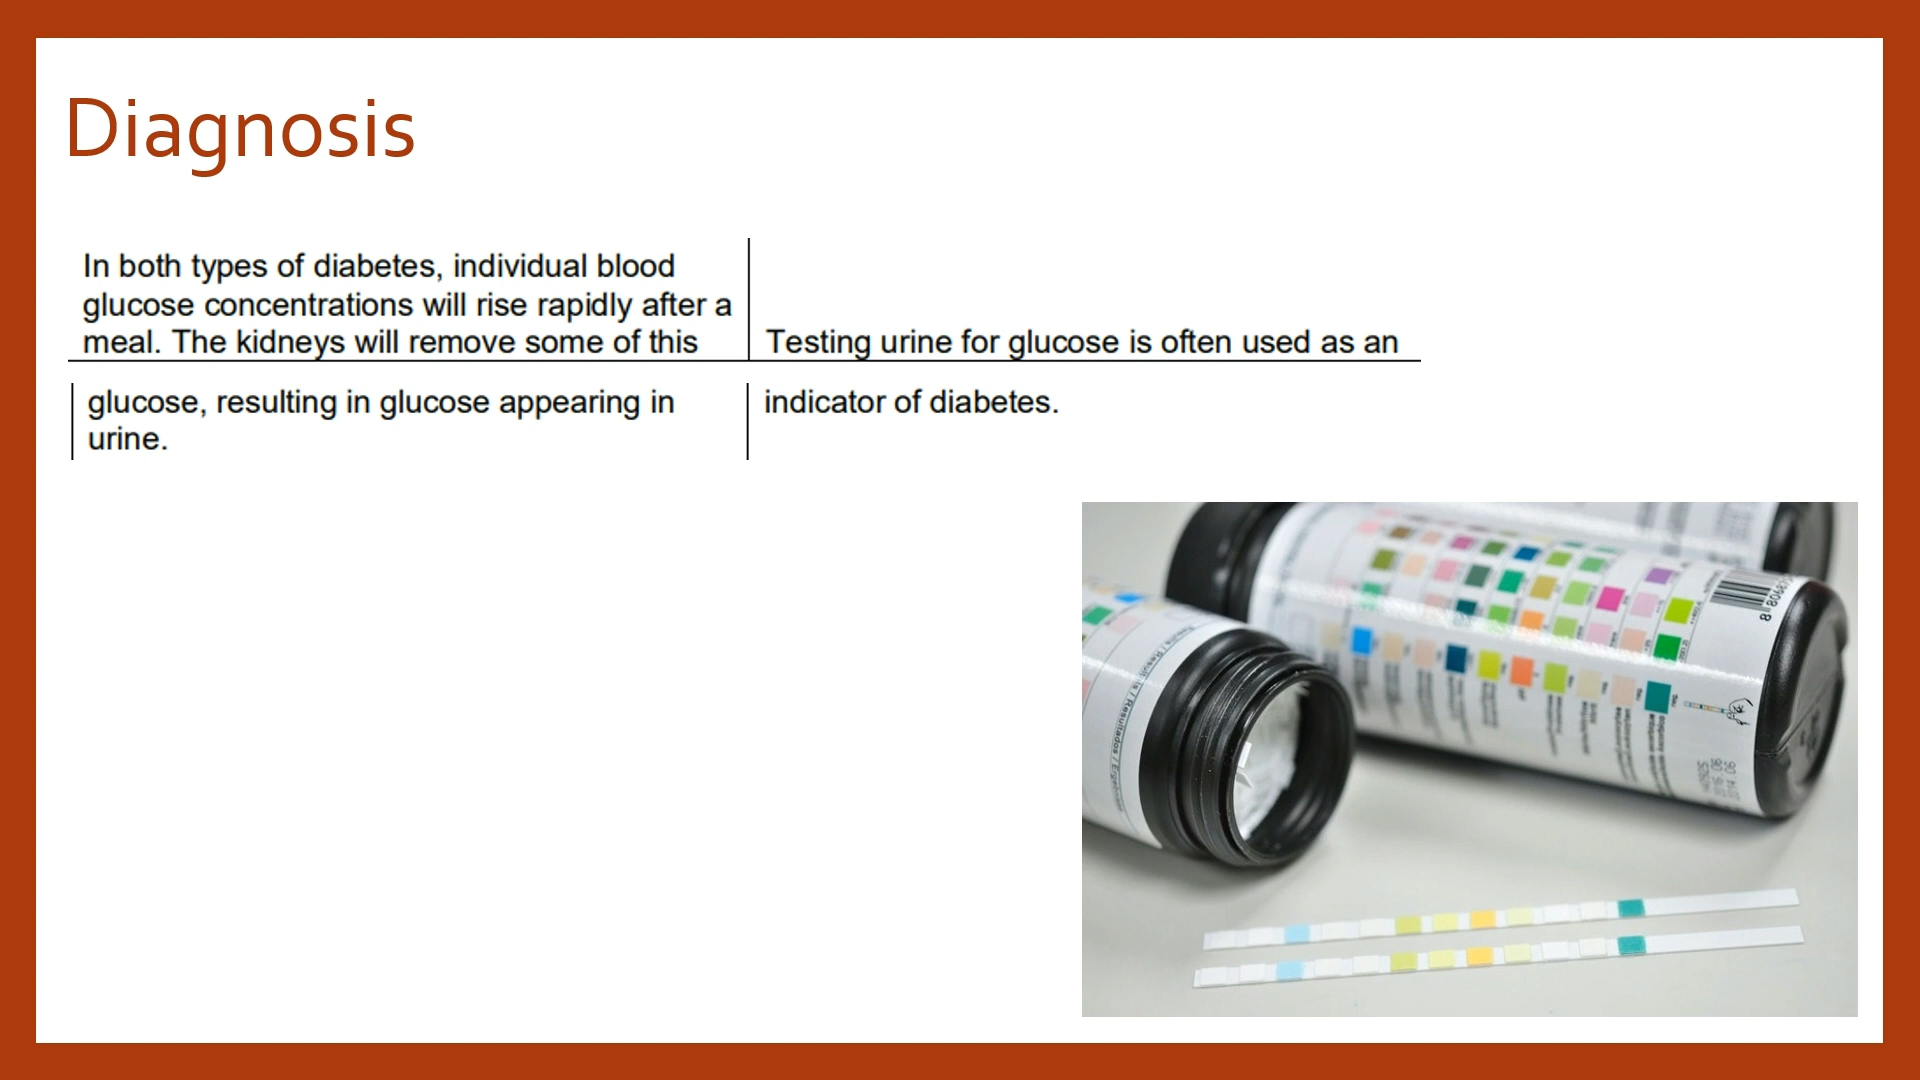 Diagnosis
In both types of diabetes, individual blood
glucose concentrations will rise rapidly after a
meal. The kidneys will remove some of this
glucose, resulting in glucose appearing in
urine.
Testing urine for glucose is often used as an
indicator of diabetes.